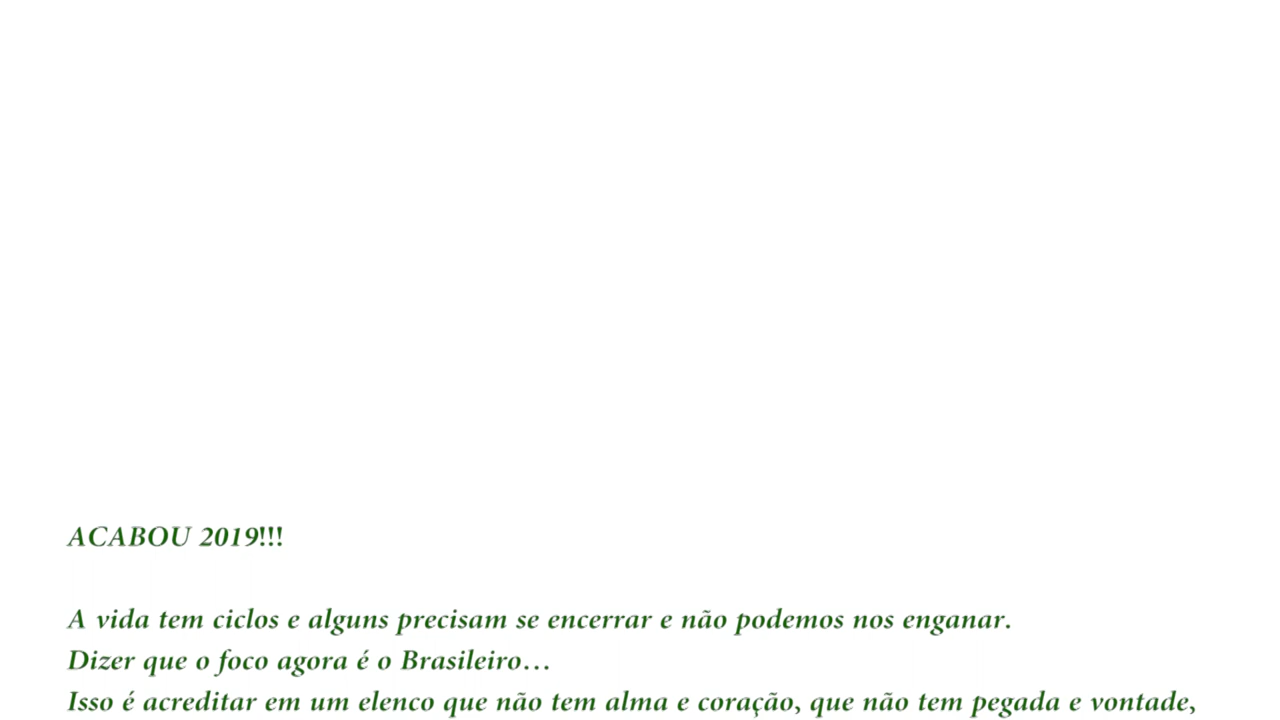 ACABOU 2019!!!
A vida tem ciclos e alguns precisam se encerrar e não podemos nos enganar.
Dizer que o foco agora é o Brasileiro...
Isso é acreditar em um elenco que não tem alma e coração, que não tem pegada e vontade,